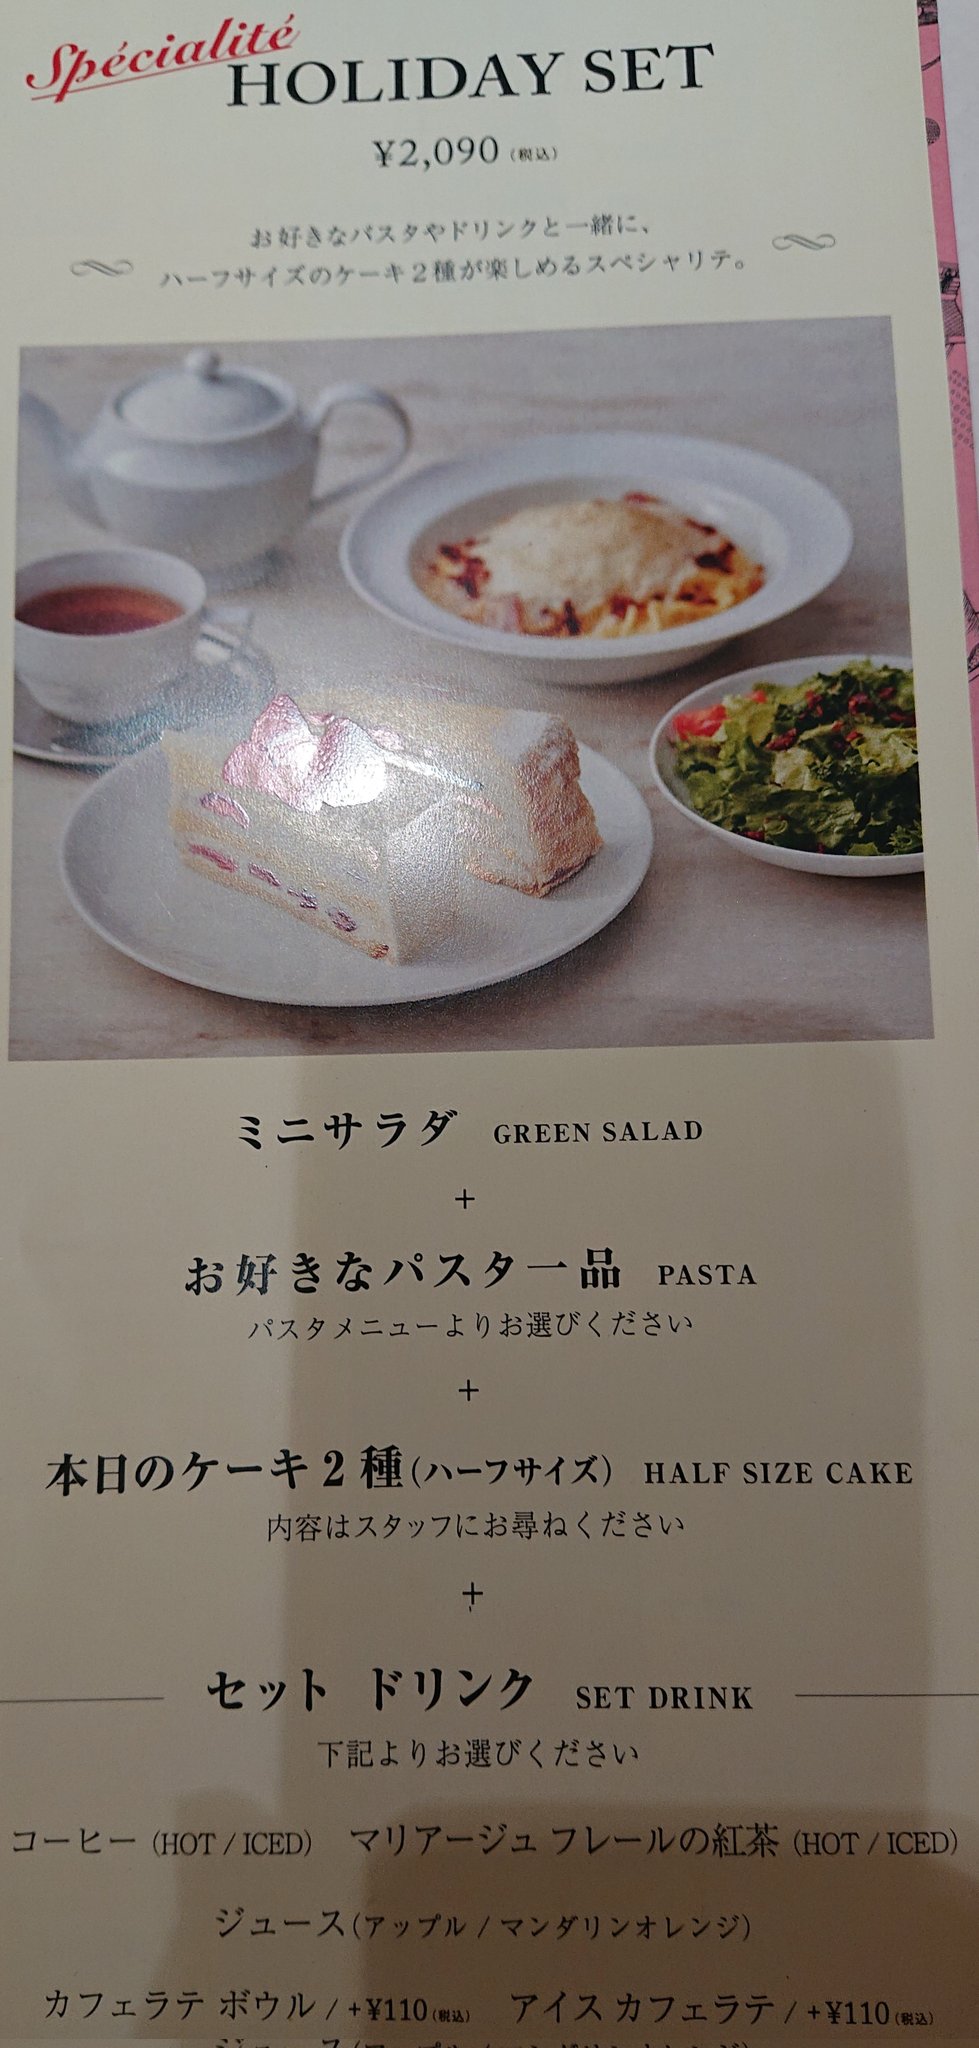 Spécialité
HOLIDAY SET
¥2,090(税込)
お好きなパスタやドリンクと一緒に、
ハーフサイズのケーキ2種が楽しめるスペシャリテ。
ミニサラダ GREEN SALAD
+
お好きなパスタ一品 PASTA
パスタメニューよりお選びください
+
本日のケーキ2種(ハーフサイズ) HALF SIZE CAKE
内容はスタッフにお尋ねください
+
セット ドリンク SET DRINK
下記よりお選びください
コーヒー (HOT / ICED) マリアージュ フレールの紅茶 (HOT / ICED)
ジュース(アップル / マンダリンオレンジ)
カフェラテ ボウル / +¥110(税込) アイス カフェラテ / +¥110(税込)